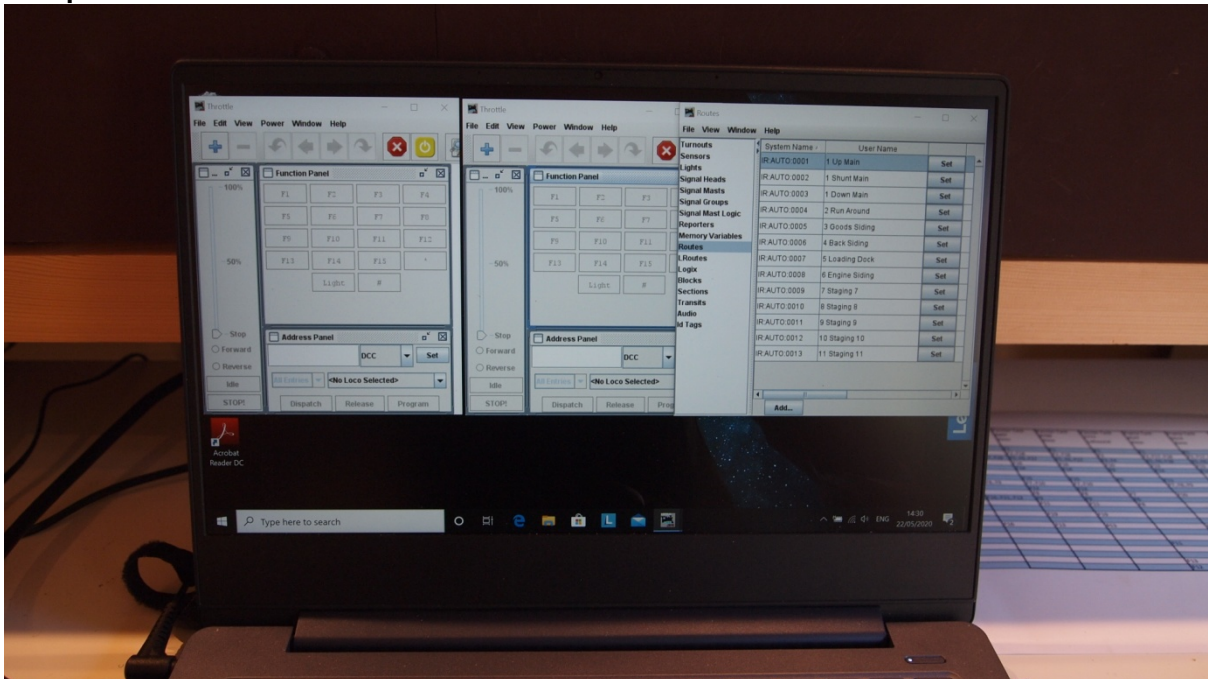 Throttle
File Edit View Power Window Help
Function Panel
100%
50%
Stop
Forward
Reverse
Idle
STOP!
F1 F2 F3 F4
F5 F6 F7 F8
F9 F10 F11 F12
F13 F14 F15 *
Light #
Address Panel
DCC Set
All Entries <No Loco Selected>
Dispatch Release Program
Throttle
File Edit View Power Window Help
Function Panel
100%
50%
Stop
Forward
Reverse
Idle
STOP!
F1 F2 F3
F5 F6 F7
F9 F10 F11
F13 F14 F15
Light #
Address Panel
DCC
All Entries <No Loco Selected>
Dispatch Release Prog
Routes
File View Window Help
Turnouts
Sensors
Lights
Signal Heads
Signal Masts
Signal Groups
Signal Mast Logic
Reporters
Memory Variables
Routes
LRoutes
Logix
Blocks
Sections
Transits
Audio
Id Tags
System Name User Name
IR:AUTO:0001 1 Up Main Set
IR:AUTO:0002 1 Shunt Main Set
IR:AUTO:0003 1 Down Main Set
IR:AUTO:0004 2 Run Around Set
IR:AUTO:0005 3 Goods Siding Set
IR:AUTO:0006 4 Back Siding Set
IR:AUTO:0007 5 Loading Dock Set
IR:AUTO:0008 6 Engine Siding Set
IR:AUTO:0009 7 Staging 7 Set
IR:AUTO:0010 8 Staging 8 Set
IR:AUTO:0011 9 Staging 9 Set
IR:AUTO:0012 10 Staging 10 Set
IR:AUTO:0013 11 Staging 11 Set
Add...
Le
Acrobat
Reader DC
Type here to search
L
ENG
14:30
22/05/2020